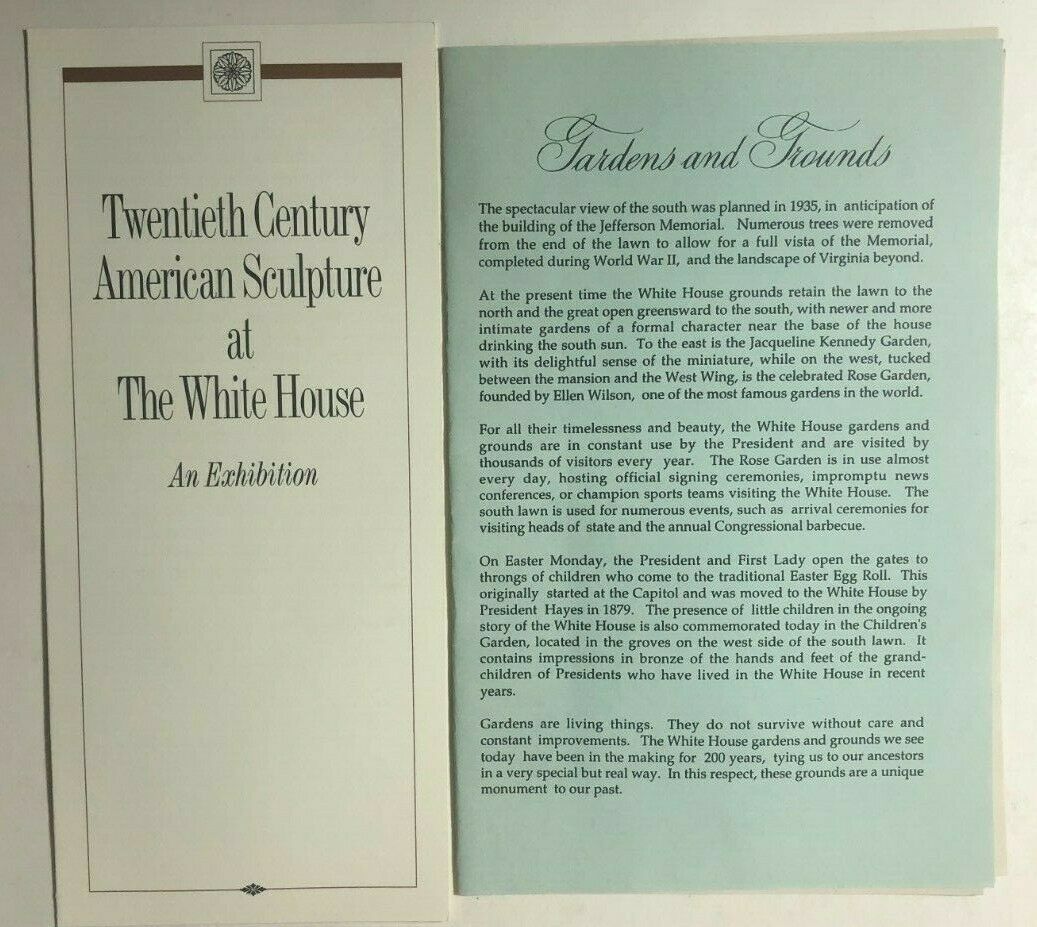 Twentieth Century
American Sculpture
at
The White House
An Exhibition
Gardens and Grounds
The spectacular view of the south was planned in 1935, in anticipation of
the building of the Jefferson Memorial. Numerous trees were removed
from the end of the lawn to allow for a full vista of the Memorial,
completed during World War II, and the landscape of Virginia beyond.
At the present time the White House grounds retain the lawn to the
north and the great open greensward to the south, with newer and more
intimate gardens of a formal character near the base of the house
drinking the south sun. To the east is the Jacqueline Kennedy Garden,
with its delightful sense of the miniature, while on the west, tucked
between the mansion and the West Wing, is the celebrated Rose Garden,
founded by Ellen Wilson, one of the most famous gardens in the world.
For all their timelessness and beauty, the White House gardens and
grounds are in constant use by the President and are visited by
thousands of visitors every year. The Rose Garden is in use almost
every day, hosting official signing ceremonies, impromptu news
conferences, or champion sports teams visiting the White House. The
south lawn is used for numerous events, such as arrival ceremonies for
visiting heads of state and the annual Congressional barbecue.
On Easter Monday, the President and First Lady open the gates to
throngs of children who come to the traditional Easter Egg Roll. This
originally started at the Capitol and was moved to the White House by
President Hayes in 1879. The presence of little children in the ongoing
story of the White House is also commemorated today in the Children's
Garden, located in the groves on the west side of the south lawn. It
contains impressions in bronze of the hands and feet of the grand-
children of Presidents who have lived in the White House in recent
years.
Gardens are living things. They do not survive without care and
constant improvements. The White House gardens and grounds we see
today have been in the making for 200 years, tying us to our ancestors
in a very special but real way. In this respect, these grounds are a unique
monument to our past.